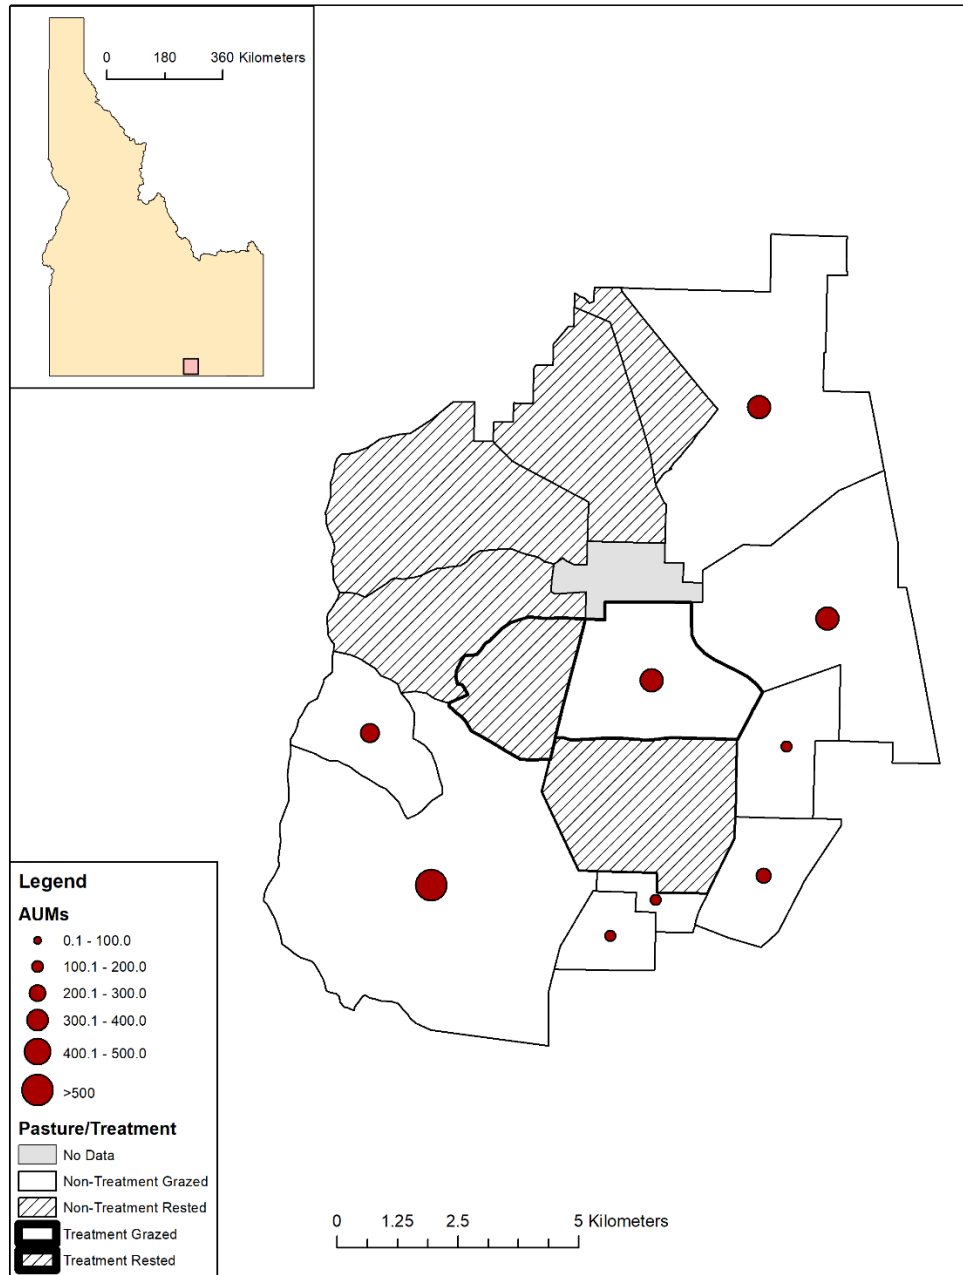 0 180 360 Kilometers
Legend
AUMs
0.1 - 100.0
100.1 - 200.0
200.1 - 300.0
300.1 - 400.0
400.1 - 500.0
>500
Pasture/Treatment
No Data
Non-Treatment Grazed
Non-Treatment Rested
Treatment Grazed
Treatment Rested
0 1.25 2.5 5 Kilometers